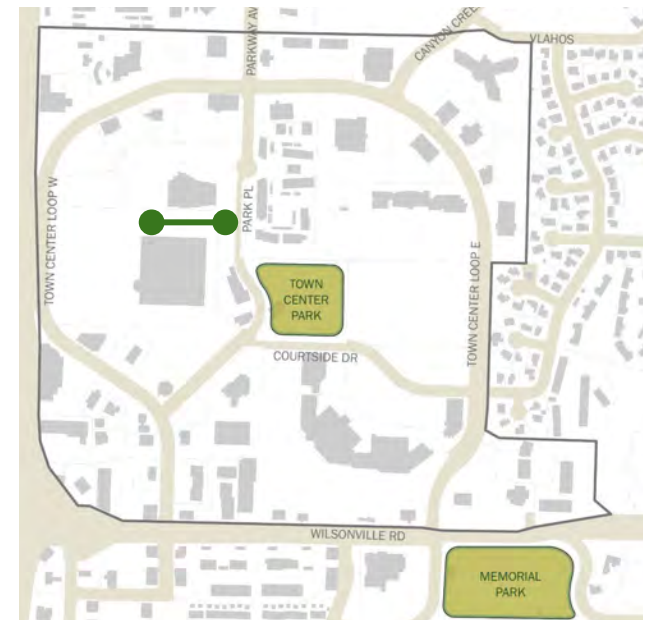 PARKWAY AV
CANYON CREE
VLAHOS
TOWN CENTER LOOP W
PARK PL
TOWN
CENTER
PARK
TOWN CENTER LOOP E
COURTSIDE DR
WILSONVILLE RD
MEMORIAL
PARK